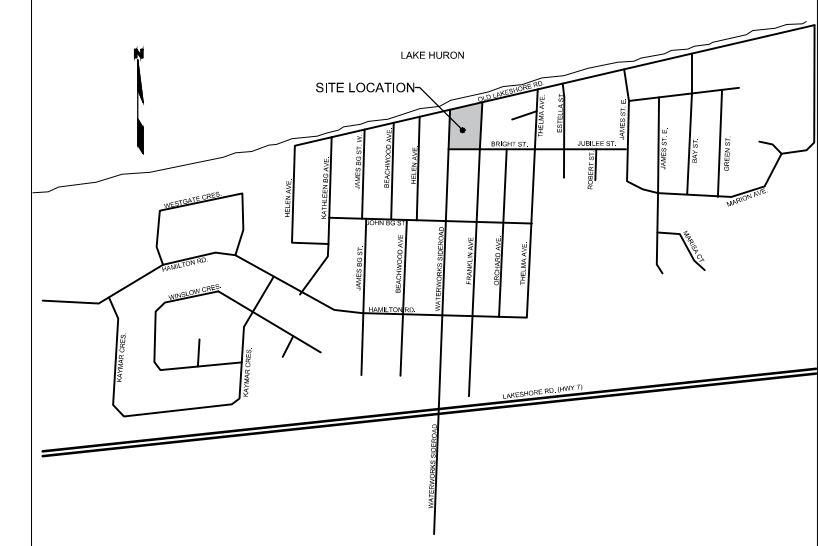 N
LAKE HURON
SITE LOCATION
OLD LAKESHORE RD.
THELMA AVE.
ESTELLA ST.
JAMES ST. E.
JAMES ST. E.
BAY ST.
GREEN ST.
BRIGHT ST.
JUBILEE ST.
ROBERT ST.
MARION AVE.
MARISA CT
HELEN AVE.
KATHLEEN BG AVE.
JAMES BG ST. W.
BEACHWOOD AVE.
HELEN AVE.
JOHN BG ST.
WESTGATE CRES.
HAMILTON RD.
WINSLOW CRES.
KAYMAR CRES.
KAYMAR CRES.
JAMES BG ST.
BEACHWOOD AVE
WATERWORKS SIDEROAD
FRANKLIN AVE
ORCHARD AVE.
THELMA AVE.
HAMILTON RD.
LAKESHORE RD. (HWY 7)
WATERWORKS SIDEROAD